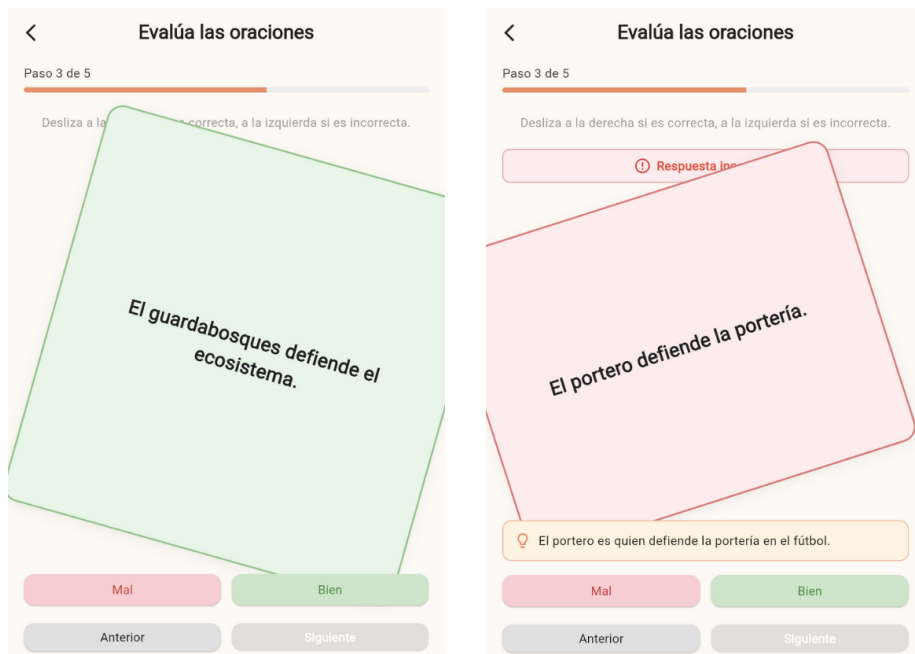 Evalúa las oraciones
Paso 3 de 5
Desliza a la correcta, a la izquierda si es incorrecta.
El guardabosques defiende el
ecosistema.
Mal
Bien
Anterior
Siguiente
Evalúa las oraciones
Paso 3 de 5
Desliza a la derecha si es correcta, a la izquierda si es incorrecta.
Respuesta
El portero defiende la portería.
El portero es quien defiende la portería en el fútbol.
Mal
Bien
Anterior
Siguiente